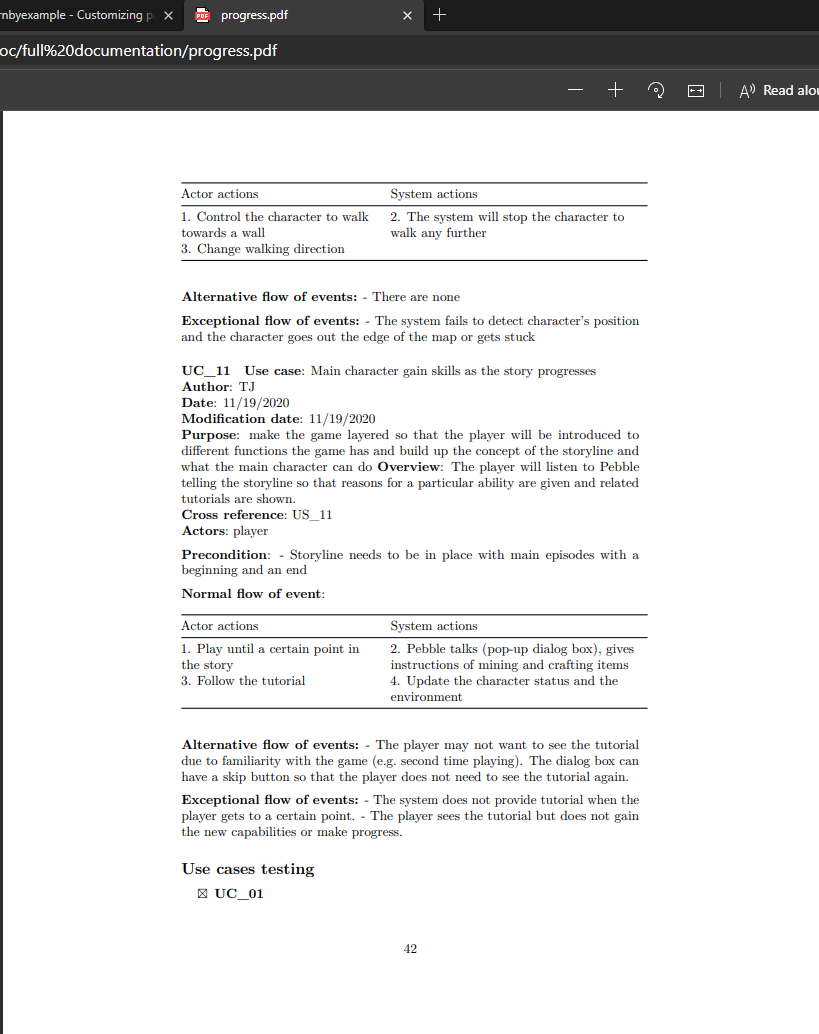 rnbyexample - Customizing p
progress.pdf
oc/full%20documentation/progress.pdf
Read alo
Actor actions System actions
1. Control the character to walk 2. The system will stop the character to
towards a wall walk any further
3. Change walking direction
Alternative flow of events: - There are none
Exceptional flow of events: - The system fails to detect character's position
and the character goes out the edge of the map or gets stuck
UC_11 Use case: Main character gain skills as the story progresses
Author: TJ
Date: 11/19/2020
Modification date: 11/19/2020
Purpose: make the game layered so that the player will be introduced to
different functions the game has and build up the concept of the storyline and
what the main character can do Overview: The player will listen to Pebble
telling the storyline so that reasons for a particular ability are given and related
tutorials are shown.
Cross reference: US_11
Actors: player
Precondition: - Storyline needs to be in place with main episodes with a
beginning and an end
Normal flow of event:
Actor actions System actions
1. Play until a certain point in 2. Pebble talks (pop-up dialog box), gives
the story instructions of mining and crafting items
3. Follow the tutorial 4. Update the character status and the
environment
Alternative flow of events: - The player may not want to see the tutorial
due to familiarity with the game (e.g. second time playing). The dialog box can
have a skip button so that the player does not need to see the tutorial again.
Exceptional flow of events: - The system does not provide tutorial when the
player gets to a certain point. - The player sees the tutorial but does not gain
the new capabilities or make progress.
Use cases testing
☒ UC_01
42